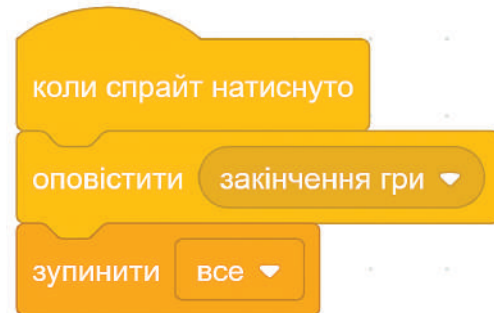 коли спрайт натиснуто
оповістити закінчення гри
зупинити все